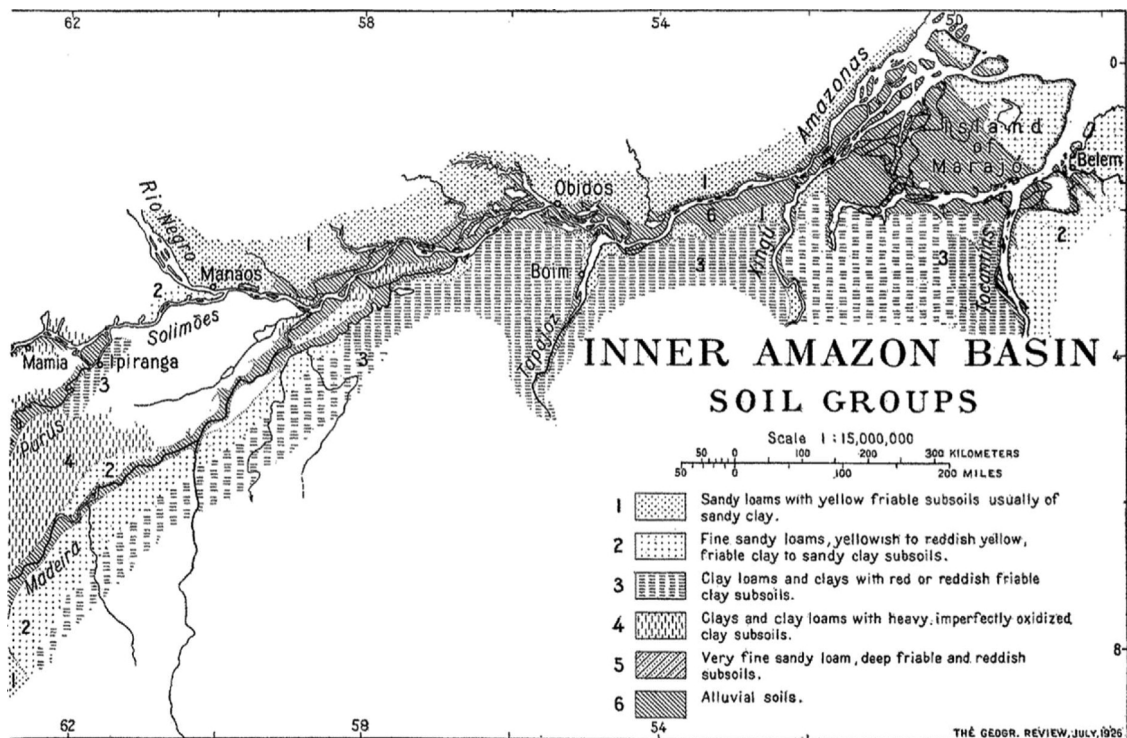 62
58
54
50
0
Amazonas
Island
of
Marajó
Belem
Obidos
1
6
1
Rio Negro
1
Manáos
2
Solimões
Boim
3
Xingú
3
Tocantins
2
Mamia
Ipiranga
3
3
Tapajoz
4
Purus
4
2
Madeira
2
1
INNER AMAZON BASIN
SOIL GROUPS
Scale 1:15,000,000
50 0 100 200 300 KILOMETERS
50 0 100 200 MILES
1 Sandy loams with yellow friable subsoils usually of
sandy clay.
2 Fine sandy loams, yellowish to reddish yellow,
friable clay to sandy clay subsoils.
3 Clay loams and clays with red or reddish friable
clay subsoils.
4 Clays and clay loams with heavy, imperfectly oxidized
clay subsoils.
5 Very fine sandy loam, deep friable and reddish
subsoils.
6 Alluvial soils.
8
62
58
54
THE GEOGR. REVIEW, JULY, 1926